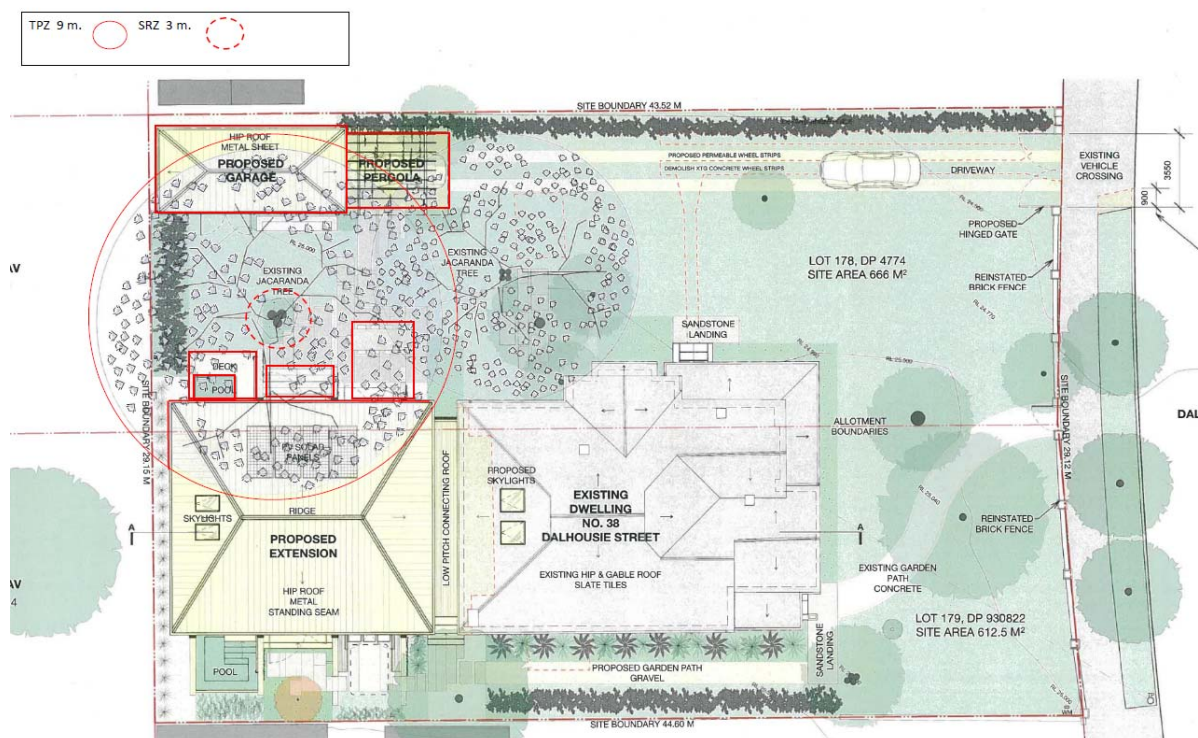 TPZ 9 m. SRZ 3 m.
SITE BOUNDARY 43.52 M
HIP ROOF
METAL SHEET
PROPOSED
GARAGE
PROPOSED
PERGOLA
PROPOSED PERMEABLE WHEEL STRIPS
DEMOLISH XTG CONCRETE WHEEL STRIPS
DRIVEWAY
EXISTING
VEHICLE
CROSSING
3550
900
PROPOSED
HINGED GATE
RL 25.000
EXISTING
JACARANDA
TREE
EXISTING
JACARANDA
TREE
LOT 178, DP 4774
SITE AREA 666 M²
REINSTATED
BRICK FENCE
AV
SANDSTONE
LANDING
DECK
POOL
SITE BOUNDARY 29.15 M
SITE BOUNDARY 29.12 M
ALLOTMENT
BOUNDARIES
DAL
PV SOLAR
PANELS
SKYLIGHTS
RIDGE
LOW PITCH CONNECTING ROOF
PROPOSED
SKYLIGHTS
EXISTING
DWELLING
NO. 38
DALHOUSIE STREET
A
A
PROPOSED
EXTENSION
HIP ROOF
METAL
STANDING SEAM
EXISTING HIP & GABLE ROOF
SLATE TILES
REINSTATED
BRICK FENCE
EXISTING GARDEN
PATH
CONCRETE
AV
4
LOT 179, DP 930822
SITE AREA 612.5 M²
POOL
PROPOSED GARDEN PATH
GRAVEL
SANDSTONE
LANDING
SITE BOUNDARY 44.60 M